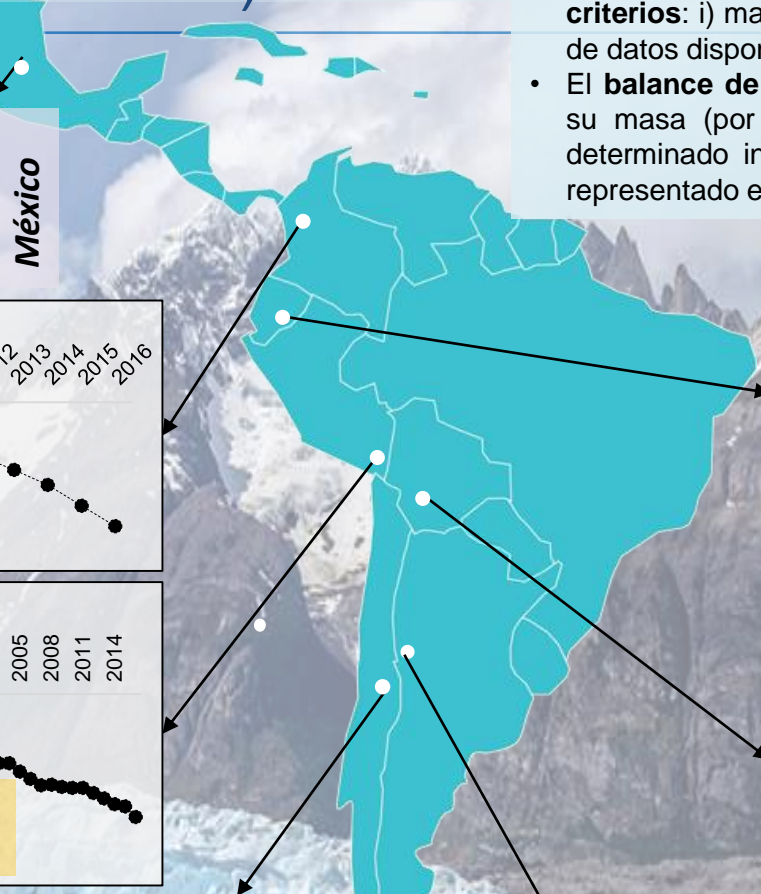 criterios: i) ma
de datos dispor
• El balance de
su masa (por
determinado in
representado e
México
12
2013
2014
2015
2016
2005
2008
2011
2014